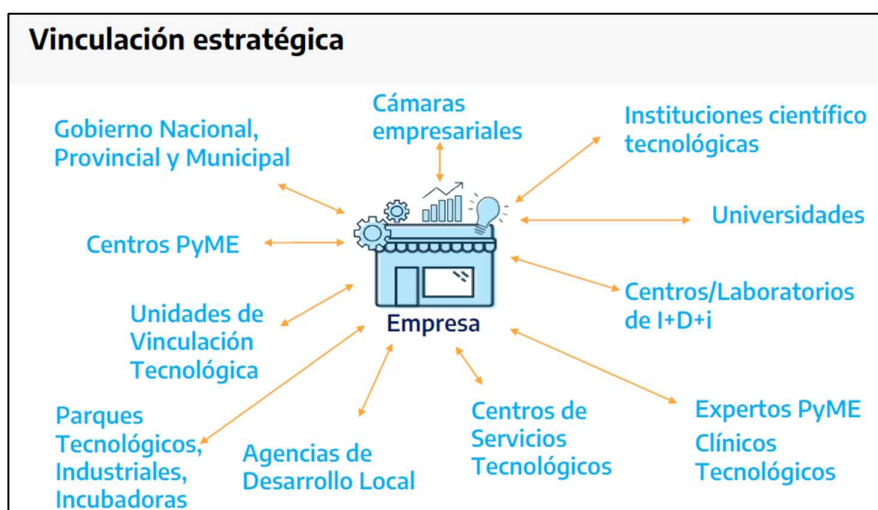 Vinculación estratégica
Cámaras
empresariales
Gobierno Nacional,
Provincial y Municipal
Instituciones científico
tecnológicas
Universidades
Centros PyME
Centros/Laboratorios
de I+D+i
Unidades de
Vinculación
Tecnológica
Empresa
Parques
Tecnológicos,
Industriales,
Incubadoras
Agencias de
Desarrollo Local
Centros de
Servicios
Tecnológicos
Expertos PyME
Clínicos
Tecnológicos